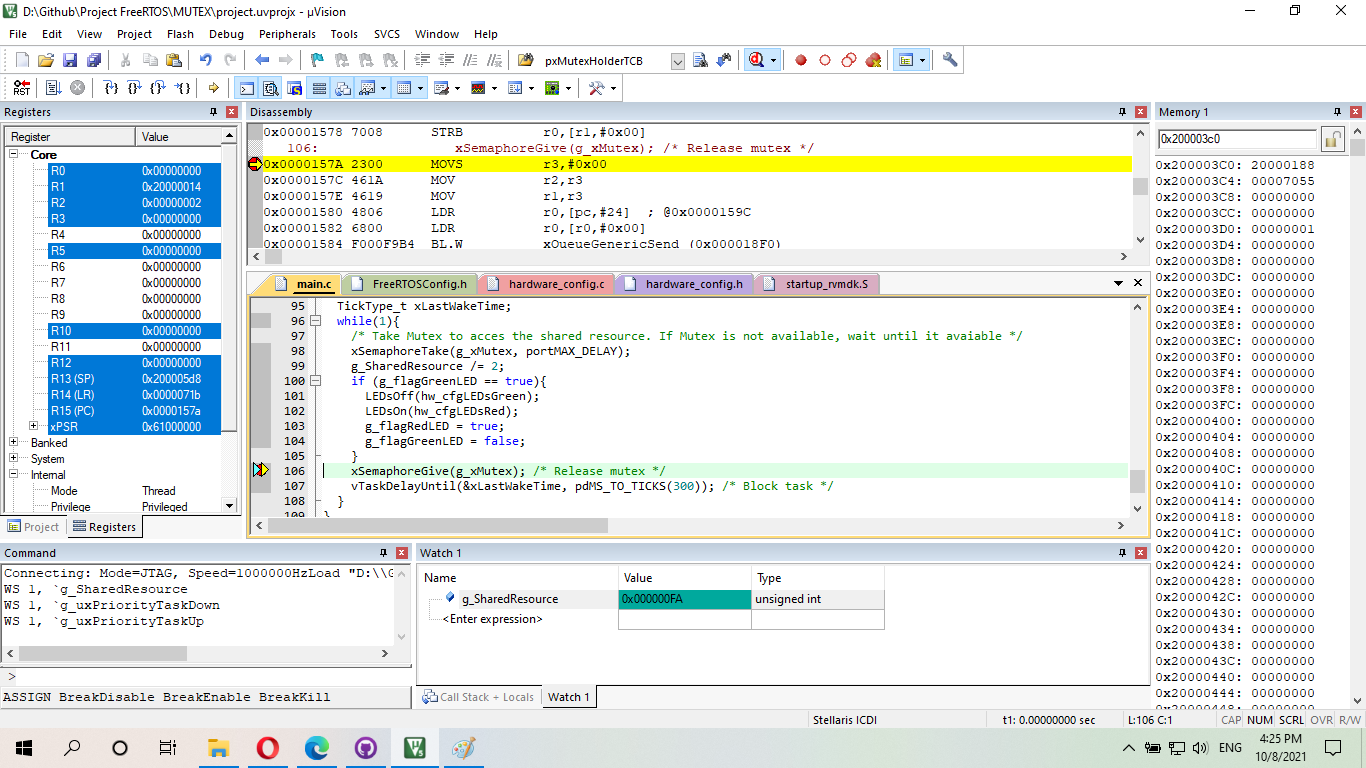 D:\Github\Project FreeRTOS\MUTEX\project.uvprojx - µVision
File Edit View Project Flash Debug Peripherals Tools SVCS Window Help
pxMutexHolderTCB
RST
Registers
Register Value
Core
R0 0x00000000
R1 0x20000014
R2 0x00000002
R3 0x00000000
R4 0x00000000
R5 0x00000000
R6 0x00000000
R7 0x00000000
R8 0x00000000
R9 0x00000000
R10 0x00000000
R11 0x00000000
R12 0x00000000
R13 (SP) 0x200005d8
R14 (LR) 0x0000071b
R15 (PC) 0x0000157a
xPSR 0x61000000
Banked
System
Internal
Mode Thread
Privilege Privileged
Project Registers
Disassembly
0x00001578 7008 STRB r0,[r1,#0x00]
106: xSemaphoreGive(g_xMutex); /* Release mutex */
0x0000157A 2300 MOVS r3,#0x00
0x0000157C 461A MOV r2,r3
0x0000157E 4619 MOV r1,r3
0x00001580 4806 LDR r0,[pc,#24] ; @0x0000159C
0x00001582 6800 LDR r0,[r0,#0x00]
0x00001584 F000F9B4 BL.W xQueueGenericSend (0x000018F0)
main.c FreeRTOSConfig.h hardware_config.c hardware_config.h startup_rvmdk.S
95 TickType_t xLastWakeTime;
96 while(1){
97 /* Take Mutex to acces the shared resource. If Mutex is not available, wait until it avaiable */
98 xSemaphoreTake(g_xMutex, portMAX_DELAY);
99 g_SharedResource /= 2;
100 if (g_flagGreenLED == true){
101 LEDsOff(hw_cfgLEDsGreen);
102 LEDsOn(hw_cfgLEDsRed);
103 g_flagRedLED = true;
104 g_flagGreenLED = false;
105 }
106 xSemaphoreGive(g_xMutex); /* Release mutex */
107 vTaskDelayUntil(&xLastWakeTime, pdMS_TO_TICKS(300)); /* Block task */
108 }
109 }
Memory 1
0x200003c0
0x200003C0: 20000188
0x200003C4: 00007055
0x200003C8: 00000000
0x200003CC: 00000000
0x200003D0: 00000001
0x200003D4: 00000000
0x200003D8: 00000000
0x200003DC: 00000000
0x200003E0: 00000000
0x200003E4: 00000000
0x200003E8: 00000000
0x200003EC: 00000000
0x200003F0: 00000000
0x200003F4: 00000000
0x200003F8: 00000000
0x200003FC: 00000000
0x20000400: 00000000
0x20000404: 00000000
0x20000408: 00000000
0x2000040C: 00000000
0x20000410: 00000000
0x20000414: 00000000
0x20000418: 00000000
0x2000041C: 00000000
0x20000420: 00000000
0x20000424: 00000000
0x20000428: 00000000
0x2000042C: 00000000
0x20000430: 00000000
0x20000434: 00000000
0x20000438: 00000000
0x2000043C: 00000000
0x20000440: 00000000
0x20000444: 00000000
0x20000448: 00000000
Command
Connecting: Mode=JTAG, Speed=1000000HzLoad "D:\\G
WS 1, `g_SharedResource
WS 1, `g_uxPriorityTaskDown
WS 1, `g_uxPriorityTaskUp
>
ASSIGN BreakDisable BreakEnable BreakKill
Watch 1
Name Value Type
g_SharedResource 0x000000FA unsigned int
<Enter expression>
Call Stack + Locals Watch 1
Stellaris ICDI t1: 0.00000000 sec L:106 C:1 CAP NUM SCRL OVR R/W
ENG
4:25 PM
10/8/2021